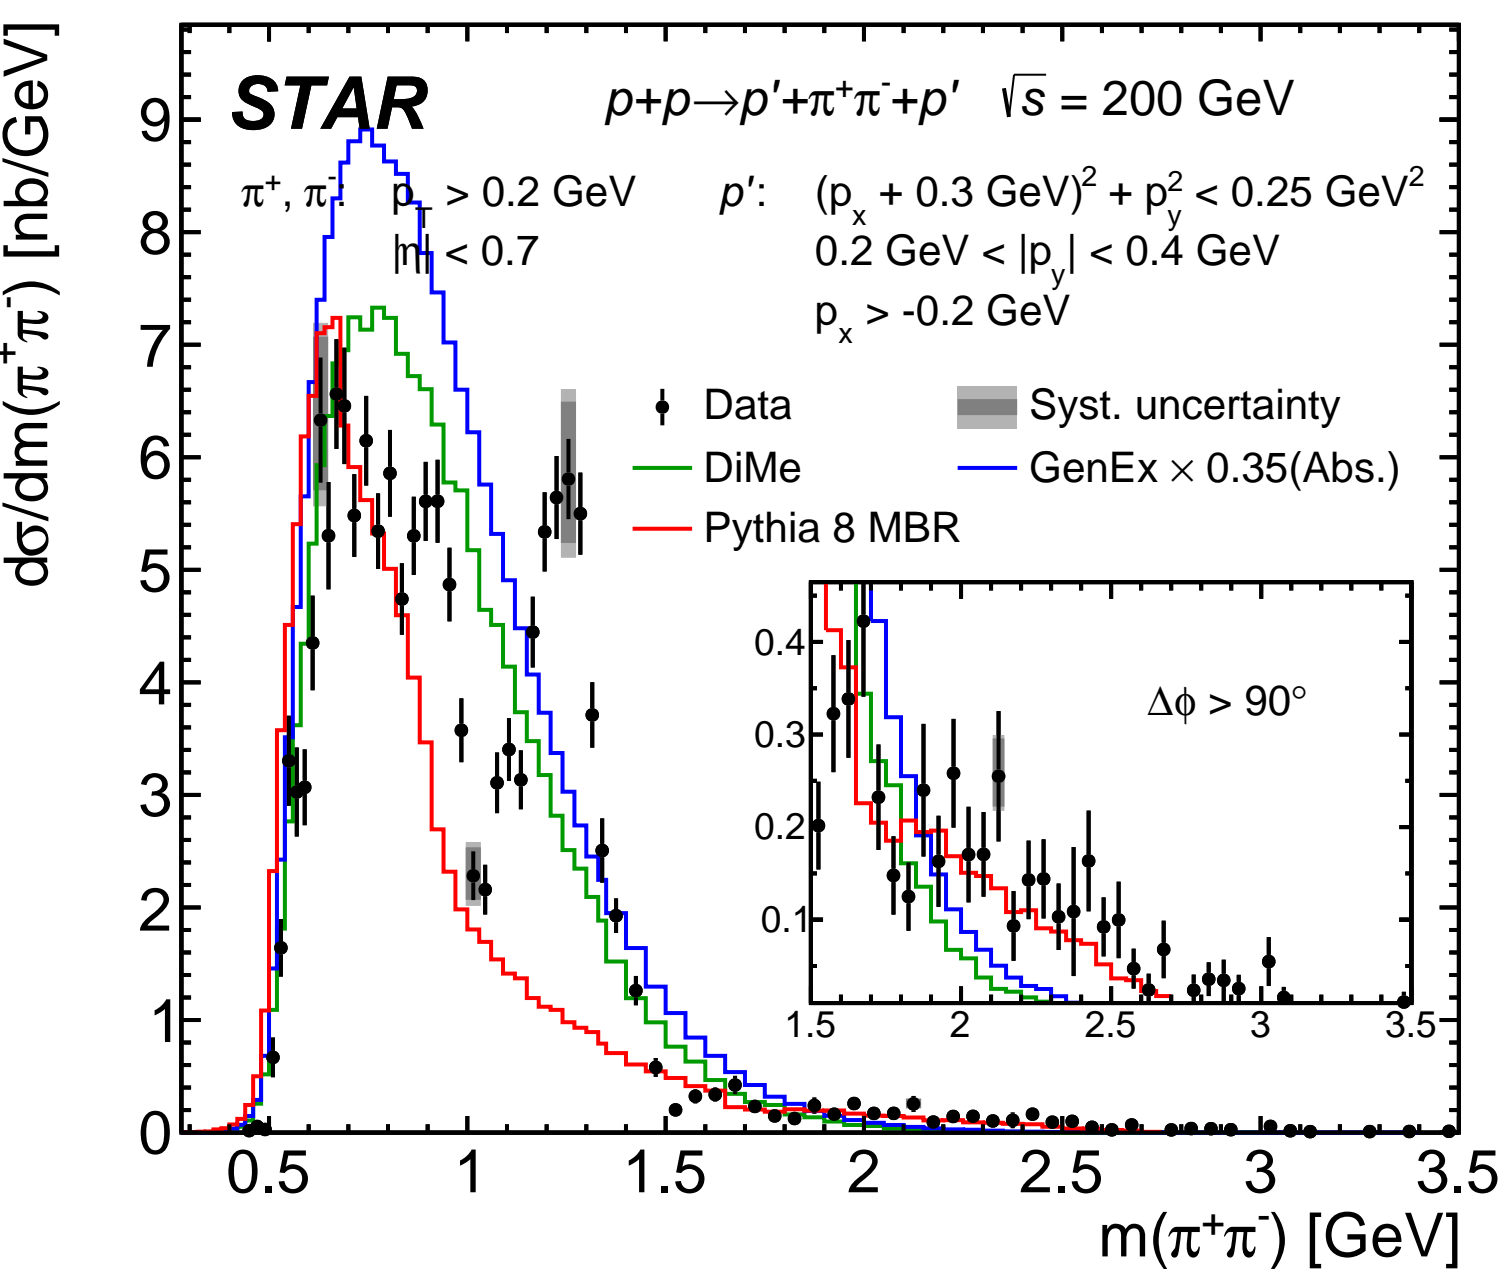 dσ/dm(π⁺π⁻) [nb/GeV]
STAR
p+p→p′+π⁺π⁻+p′ √s = 200 GeV
π⁺, π⁻: p_T > 0.2 GeV
|η| < 0.7
p′: (p_x + 0.3 GeV)² + p_y² < 0.25 GeV²
0.2 GeV < |p_y| < 0.4 GeV
p_x > -0.2 GeV
Data
Syst. uncertainty
DiMe
GenEx × 0.35(Abs.)
Pythia 8 MBR
9
8
7
6
5
4
3
2
1
0
Δϕ > 90°
0.4
0.3
0.2
0.1
1.5 2 2.5 3 3.5
0.5 1 1.5 2 2.5 3 3.5
m(π⁺π⁻) [GeV]